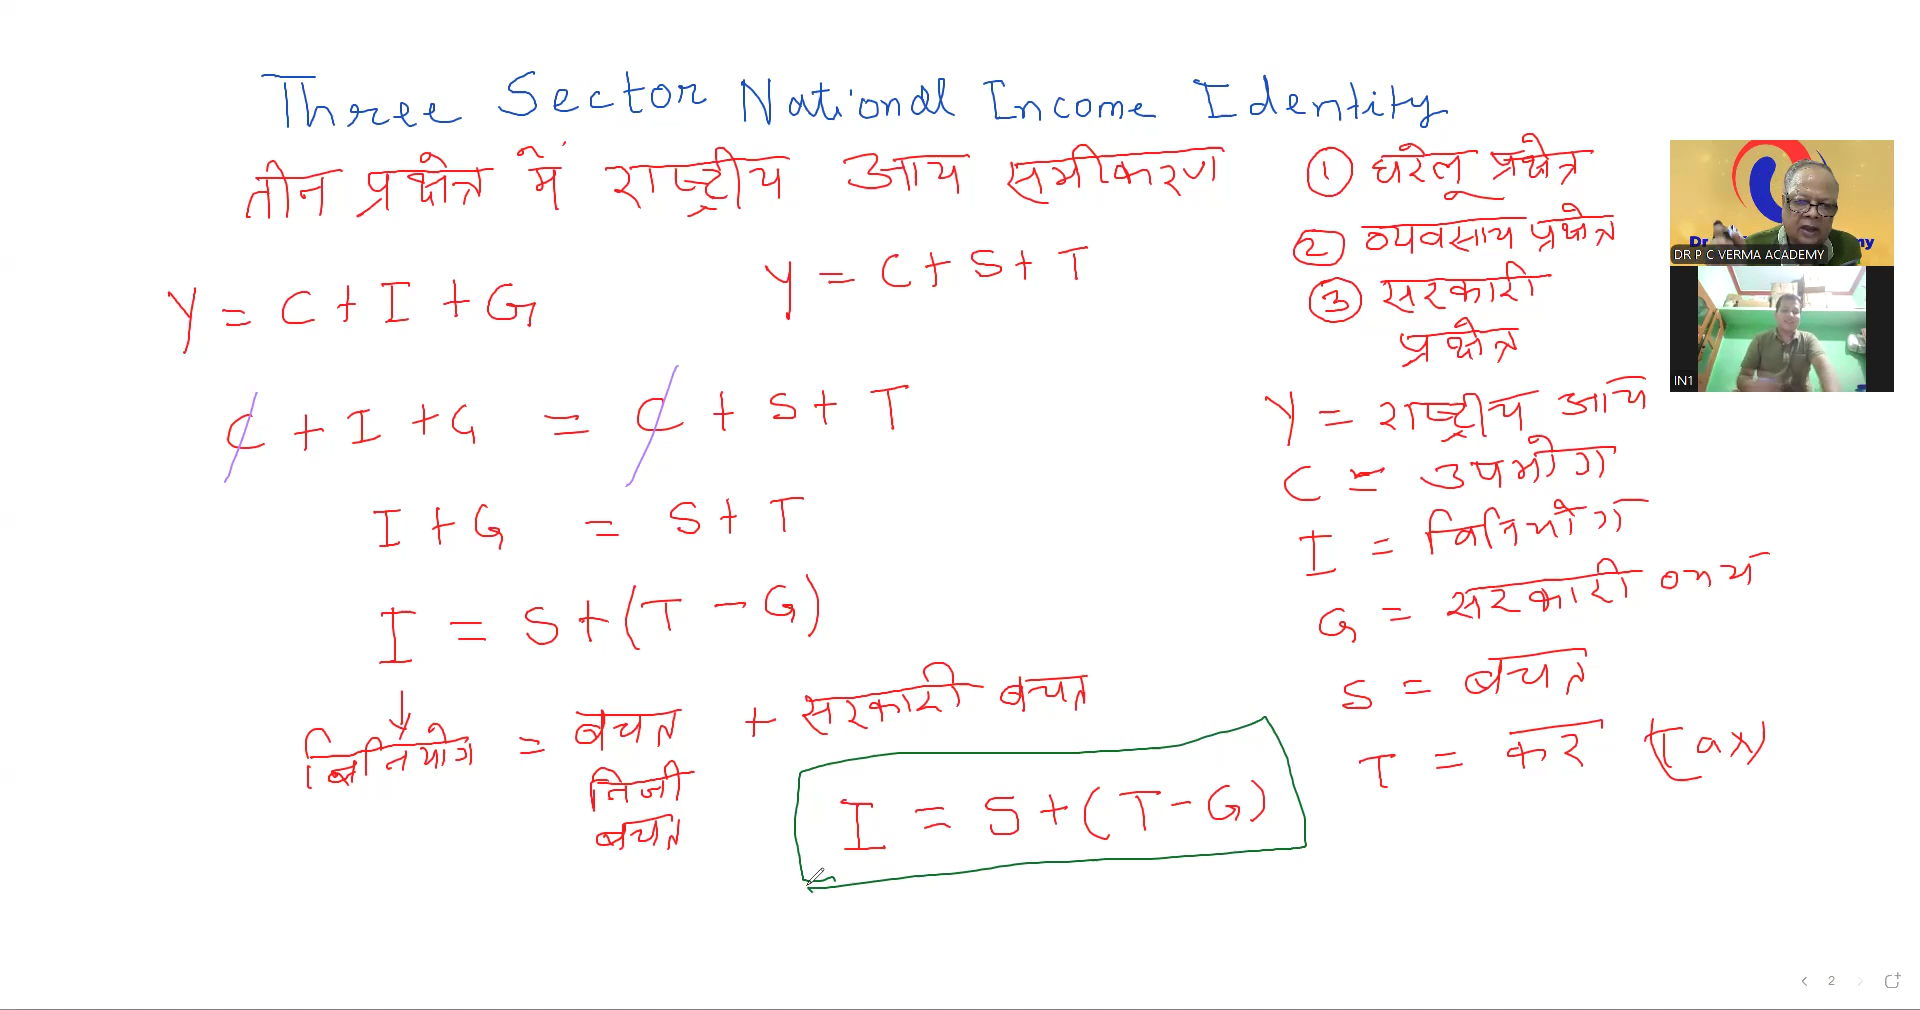 Three Sector National Income Identity
तीन प्रक्षेत्र में राष्ट्रीय आय समीकरण
Y = C + I + G
Y = C + S + T
C + I + G = C + S + T
I + G = S + T
I = S + (T - G)
विनियोग = बचत + सरकारी बचत
निजी
बचत
I = S + (T - G)
① घरेलू प्रक्षेत्र
② व्यवसाय प्रक्षेत्र
③ सरकारी
प्रक्षेत्र
Y = राष्ट्रीय आय
C = उपभोग
I = विनियोग
G = सरकारी व्यय
S = बचत
T = कर (Tax)
DR P C VERMA ACADEMY
IN1
2